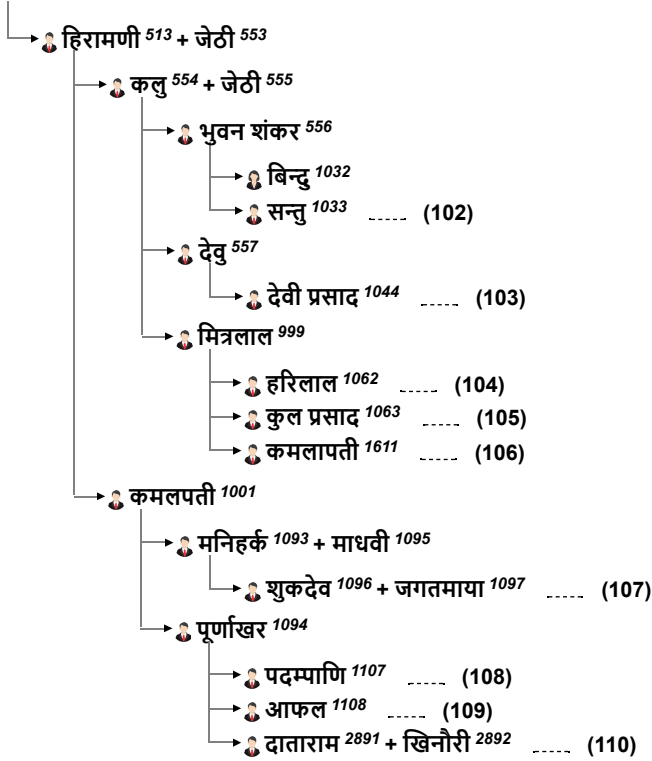 हिरामणी 513 + जेठी 553
कलु 554 + जेठी 555
भुवन शंकर 556
बिन्दु 1032
सन्तु 1033 ...... (102)
देवु 557
देवी प्रसाद 1044 ...... (103)
मित्रलाल 999
हरिलाल 1062 ...... (104)
कुल प्रसाद 1063 ...... (105)
कमलापती 1611 ...... (106)
कमलपती 1001
मनिहर्क 1093 + माधवी 1095
शुकदेव 1096 + जगतमाया 1097 ...... (107)
पूर्णाखर 1094
पदम्पाणि 1107 ...... (108)
आफल 1108 ...... (109)
दाताराम 2891 + खिनौरी 2892 ...... (110)